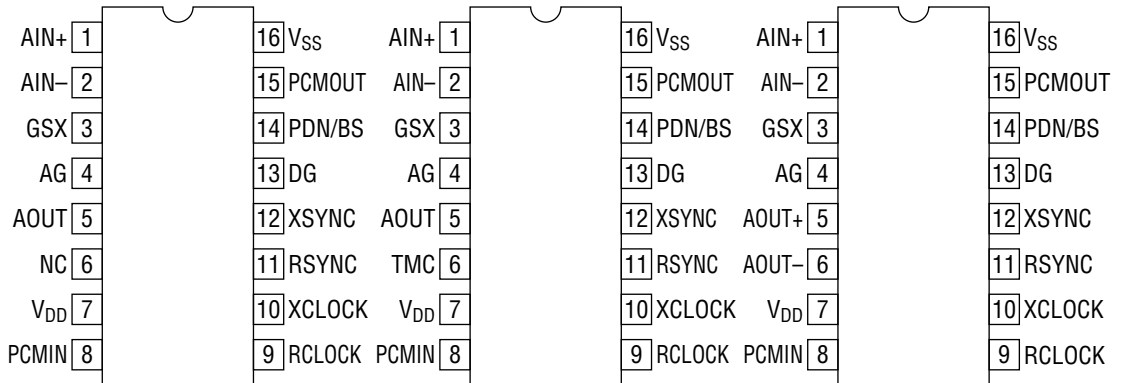 AIN+ 1 16 VSS AIN+ 1 16 VSS AIN+ 1 16 VSS
AIN– 2 15 PCMOUT AIN– 2 15 PCMOUT AIN– 2 15 PCMOUT
GSX 3 14 PDN/BS GSX 3 14 PDN/BS GSX 3 14 PDN/BS
AG 4 13 DG AG 4 13 DG AG 4 13 DG
AOUT 5 12 XSYNC AOUT 5 12 XSYNC AOUT+ 5 12 XSYNC
NC 6 11 RSYNC TMC 6 11 RSYNC AOUT– 6 11 RSYNC
VDD 7 10 XCLOCK VDD 7 10 XCLOCK VDD 7 10 XCLOCK
PCMIN 8 9 RCLOCK PCMIN 8 9 RCLOCK PCMIN 8 9 RCLOCK